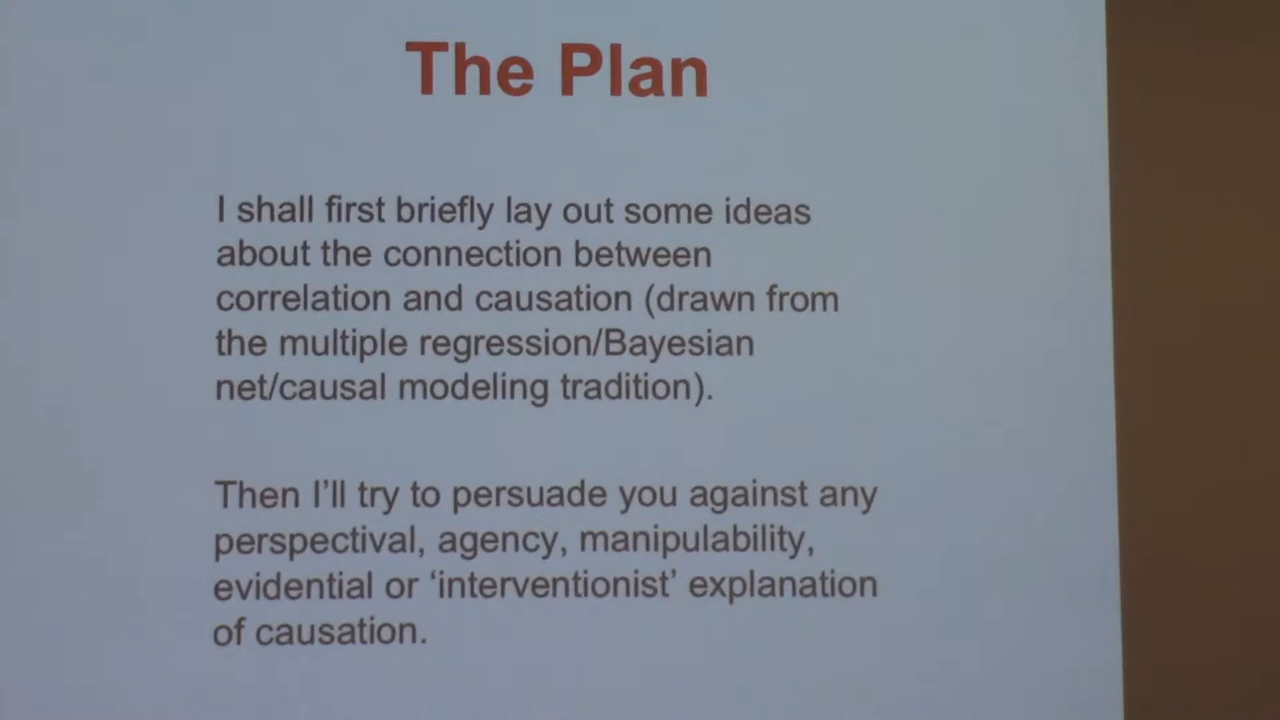 The Plan
I shall first briefly lay out some ideas
about the connection between
correlation and causation (drawn from
the multiple regression/Bayesian
net/causal modeling tradition).
Then I’ll try to persuade you against any
perspectival, agency, manipulability,
evidential or ‘interventionist’ explanation
of causation.